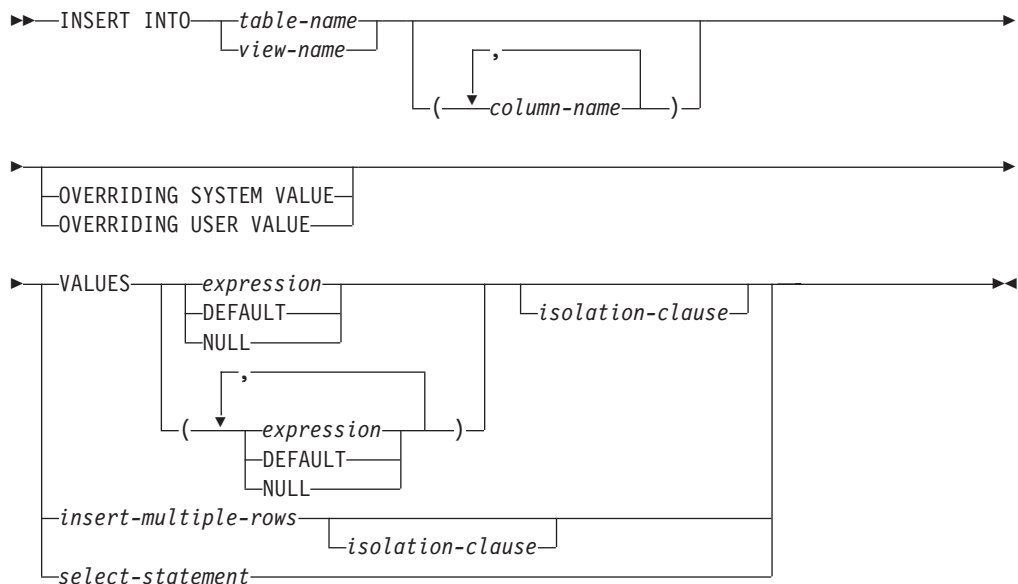 INSERT INTO table-name
view-name
,
( column-name )
OVERRIDING SYSTEM VALUE
OVERRIDING USER VALUE
VALUES expression
DEFAULT
NULL
isolation-clause
,
( expression )
DEFAULT
NULL
insert-multiple-rows
isolation-clause
select-statement